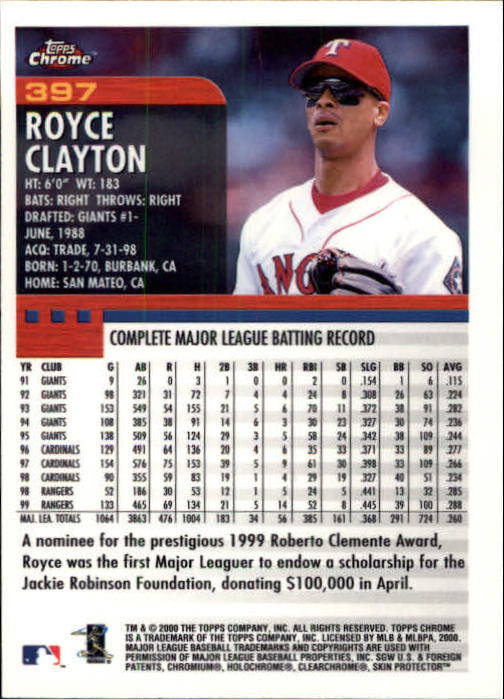 Topps
Chrome™
397
ROYCE
CLAYTON
HT: 6'0" WT: 183
BATS: RIGHT THROWS: RIGHT
DRAFTED: GIANTS #1-
JUNE, 1988
ACQ: TRADE, 7-31-98
BORN: 1-2-70, BURBANK, CA
HOME: SAN MATEO, CA
T
ANG
COMPLETE MAJOR LEAGUE BATTING RECORD
YR CLUB G AB R H 2B 3B HR RBI SB SLG BB SO AVG
91 GIANTS 9 26 0 3 1 0 0 2 0 .154 1 6 .115
92 GIANTS 98 321 31 72 7 4 4 24 8 .308 26 63 .224
93 GIANTS 153 549 54 155 21 5 6 70 11 .372 38 91 .282
94 GIANTS 108 385 38 91 14 6 3 30 23 .327 30 74 .236
95 GIANTS 138 509 56 124 29 3 5 58 24 .342 38 109 .244
96 CARDINALS 129 491 64 136 20 4 6 35 33 .371 33 89 .277
97 CARDINALS 154 576 75 153 39 5 9 61 30 .398 33 109 .266
98 CARDINALS 90 355 59 83 19 1 4 29 19 .327 40 51 .234
98 RANGERS 52 186 30 53 12 1 5 24 5 .441 13 32 .285
99 RANGERS 133 465 69 134 21 5 14 52 8 .445 39 100 .288
MAJ. LEA. TOTALS 1064 3863 476 1004 183 34 56 385 161 .368 291 724 .260
A nominee for the prestigious 1999 Roberto Clemente Award,
Royce was the first Major Leaguer to endow a scholarship for the
Jackie Robinson Foundation, donating $100,000 in April.
TM & © 2000 THE TOPPS COMPANY, INC. ALL RIGHTS RESERVED. TOPPS CHROME
IS A TRADEMARK OF THE TOPPS COMPANY, INC. LICENSED BY MLB & MLBPA, 2000.
MAJOR LEAGUE BASEBALL TRADEMARKS AND COPYRIGHTS ARE USED WITH
PERMISSION OF MAJOR LEAGUE BASEBALL PROPERTIES, INC. SGW U.S. & FOREIGN
PATENTS, CHROMIUM®, HOLOCHROME®, CLEARCHROME®, SKIN PROTECTOR™